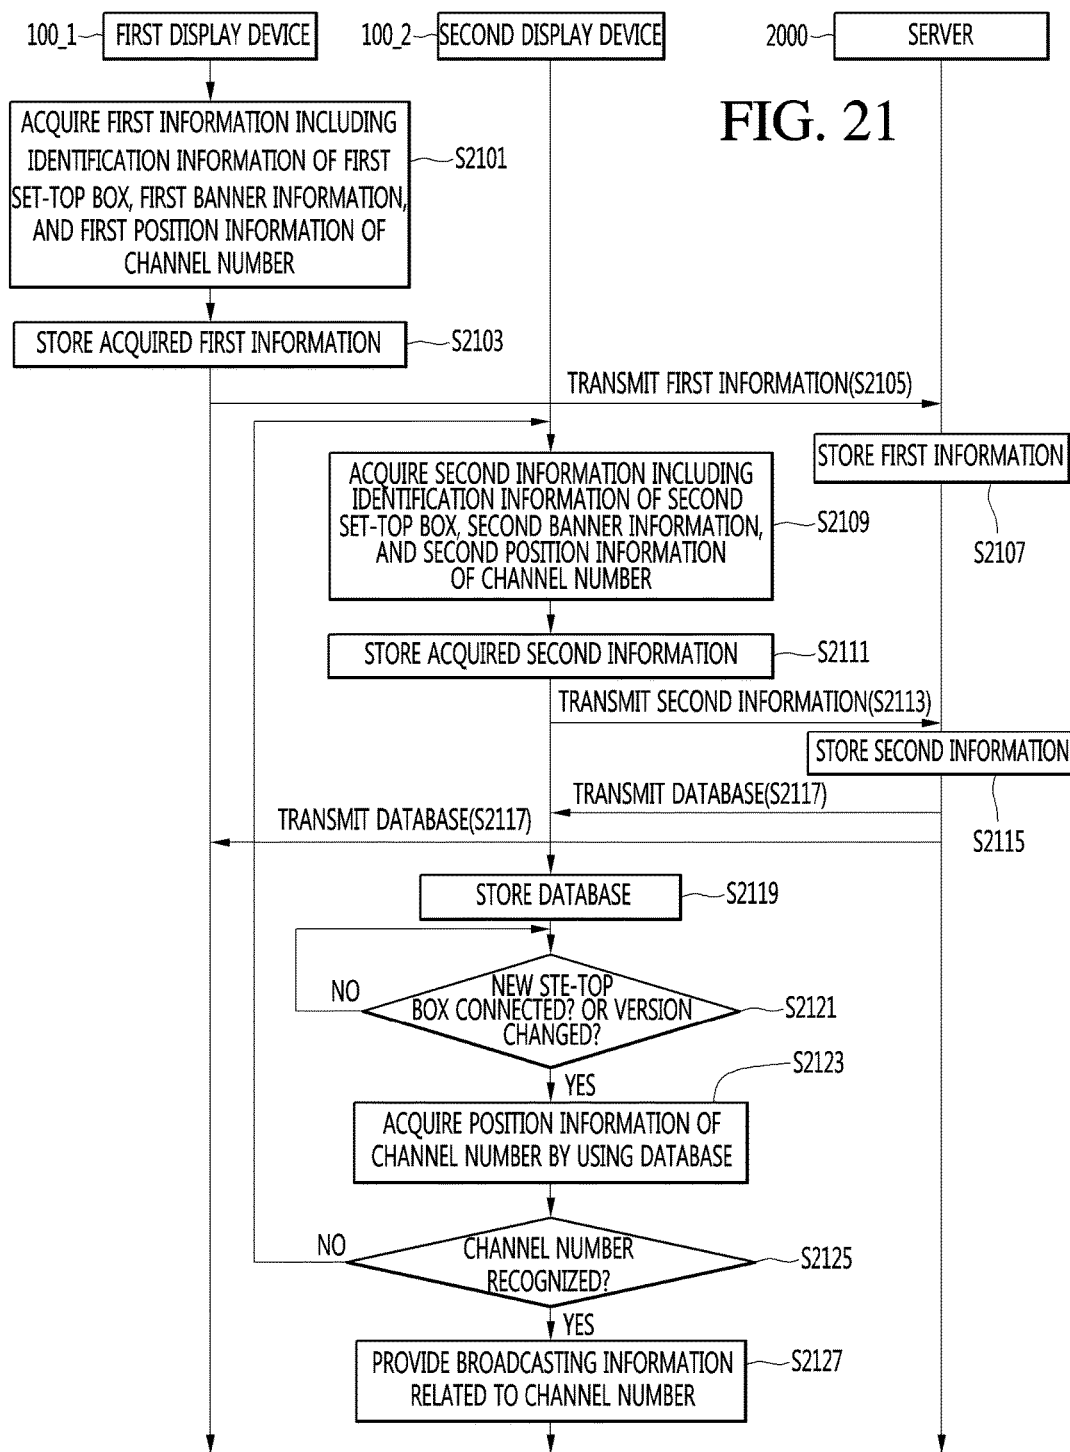 100_1 FIRST DISPLAY DEVICE 100_2 SECOND DISPLAY DEVICE 2000 SERVER
FIG. 21
ACQUIRE FIRST INFORMATION INCLUDING
IDENTIFICATION INFORMATION OF FIRST
SET-TOP BOX, FIRST BANNER INFORMATION,
AND FIRST POSITION INFORMATION OF
CHANNEL NUMBER
S2101
STORE ACQUIRED FIRST INFORMATION
S2103
TRANSMIT FIRST INFORMATION(S2105)
STORE FIRST INFORMATION
S2107
ACQUIRE SECOND INFORMATION INCLUDING
IDENTIFICATION INFORMATION OF SECOND
SET-TOP BOX, SECOND BANNER INFORMATION,
AND SECOND POSITION INFORMATION
OF CHANNEL NUMBER
S2109
STORE ACQUIRED SECOND INFORMATION
S2111
TRANSMIT SECOND INFORMATION(S2113)
STORE SECOND INFORMATION
S2115
TRANSMIT DATABASE(S2117)
TRANSMIT DATABASE(S2117)
STORE DATABASE
S2119
NEW STE-TOP
BOX CONNECTED? OR VERSION
CHANGED?
S2121
NO
YES
S2123
ACQUIRE POSITION INFORMATION OF
CHANNEL NUMBER BY USING DATABASE
CHANNEL NUMBER
RECOGNIZED?
S2125
NO
YES
PROVIDE BROADCASTING INFORMATION
RELATED TO CHANNEL NUMBER
S2127